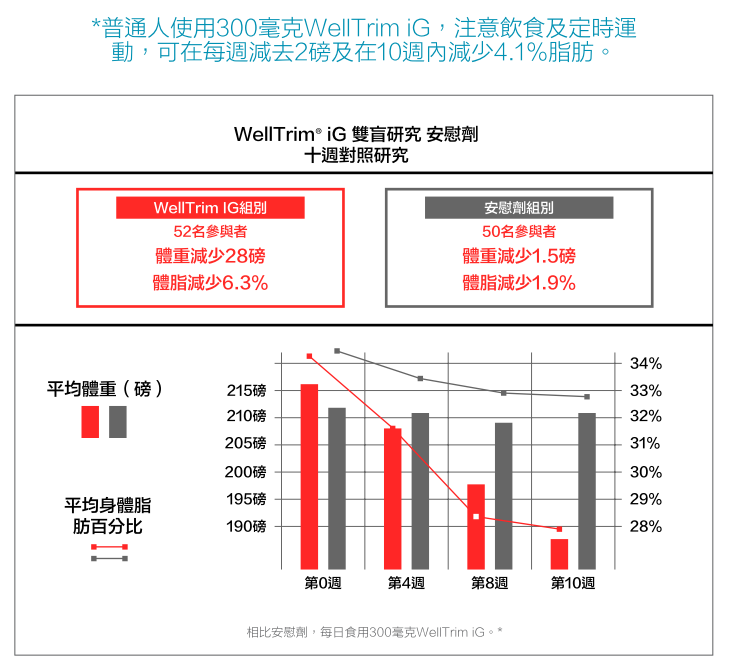 *普通人使用300毫克WellTrim iG，注意飲食及定時運
動，可在每週減去2磅及在10週內減少4.1%脂肪。
WellTrim® iG 雙盲研究 安慰劑
十週對照研究
WellTrim IG組別
52名參與者
體重減少28磅
體脂減少6.3%
安慰劑組別
50名參與者
體重減少1.5磅
體脂減少1.9%
平均體重（磅）
平均身體脂
肪百分比
215磅
210磅
205磅
200磅
195磅
190磅
34%
33%
32%
31%
30%
29%
28%
第0週
第4週
第8週
第10週
相比安慰劑，每日食用300毫克WellTrim iG。*